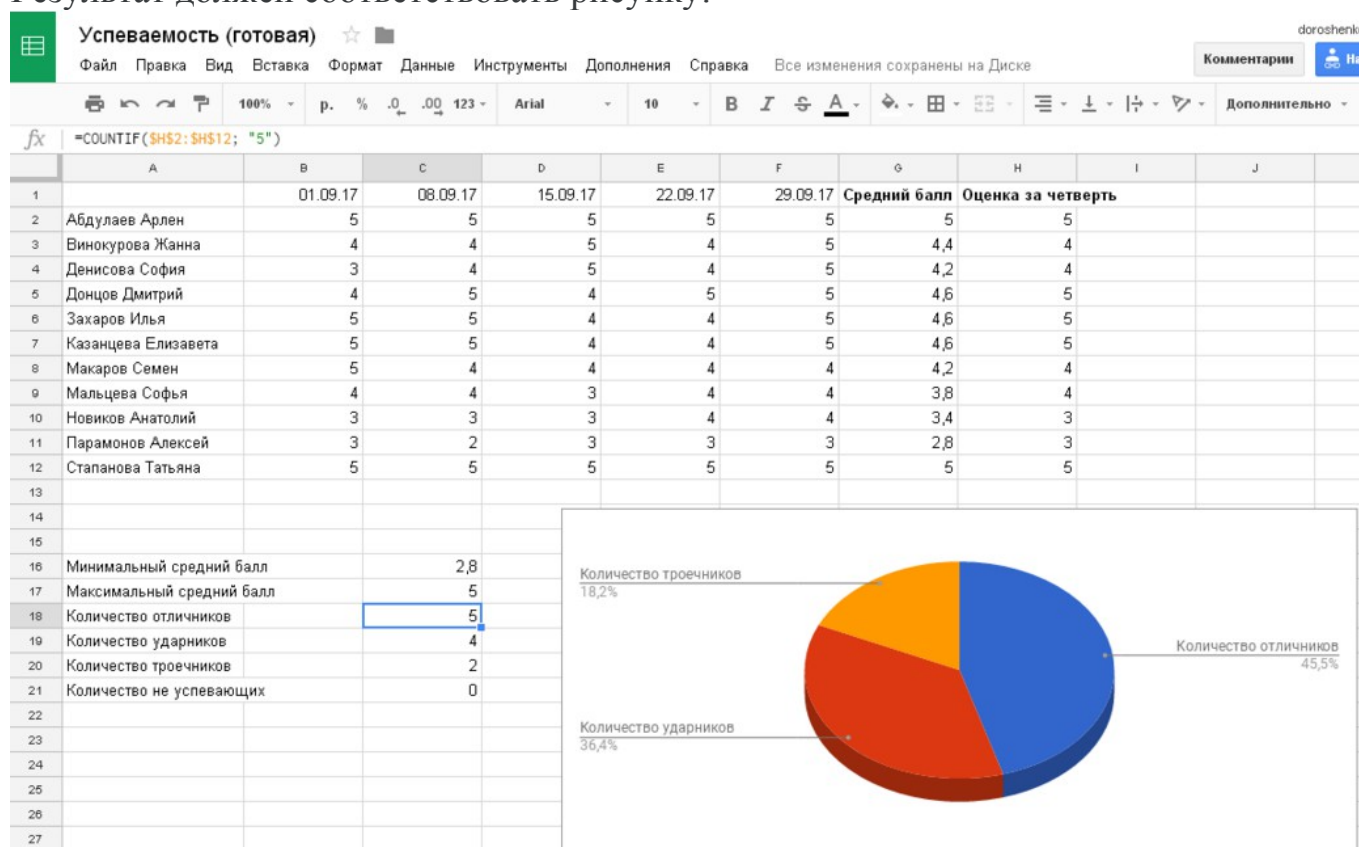 Результат должен соответствовать рисунку:
Успеваемость (готовая)
doroshenk
Файл Правка Вид Вставка Формат Данные Инструменты Дополнения Справка Все изменения сохранены на Диске
Комментарии
На
100% р. % .0 .00 123 Arial 10 B I S A Дополнительно
fx =COUNTIF($H$2:$H$12; "5")
A B C D E F G H I J
1 01.09.17 08.09.17 15.09.17 22.09.17 29.09.17 Средний балл Оценка за четверть
2 Абдулаев Арлен 5 5 5 5 5 5 5
3 Винокурова Жанна 4 4 5 4 5 4,4 4
4 Денисова София 3 4 5 4 5 4,2 4
5 Донцов Дмитрий 4 5 4 5 5 4,6 5
6 Захаров Илья 5 5 4 4 5 4,6 5
7 Казанцева Елизавета 5 5 4 4 5 4,6 5
8 Макаров Семен 5 4 4 4 4 4,2 4
9 Мальцева Софья 4 4 3 4 4 3,8 4
10 Новиков Анатолий 3 3 3 4 4 3,4 3
11 Парамонов Алексей 3 2 3 3 3 2,8 3
12 Стапанова Татьяна 5 5 5 5 5 5 5
13
14
15
16 Минимальный средний балл 2,8
17 Максимальный средний балл 5
18 Количество отличников 5
19 Количество ударников 4
20 Количество троечников 2
21 Количество не успевающих 0
22
23
24
25
26
27
Количество троечников
18,2%
Количество отличников
45,5%
Количество ударников
36,4%